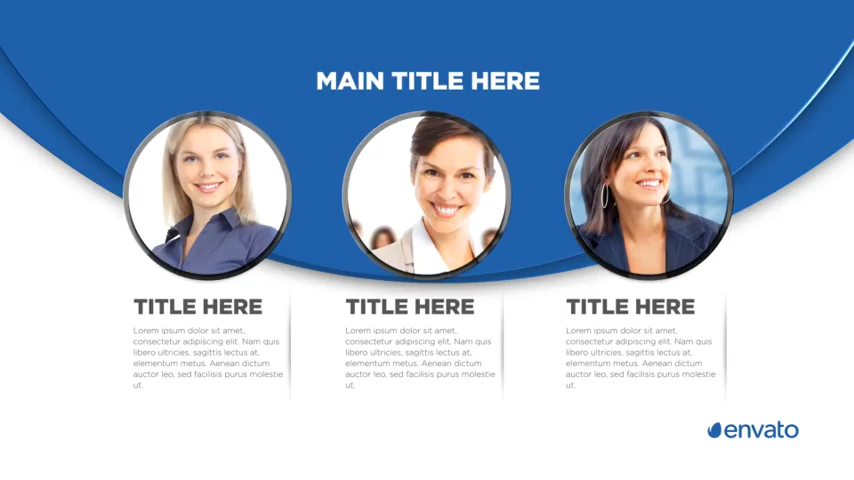 MAIN TITLE HERE
TITLE HERE
Lorem ipsum dolor sit amet,
consectetur adipiscing elit. Nam quis
libero ultricies, sagittis lectus at,
elementum metus. Aenean dictum
auctor leo, sed facilisis purus molestie
ut.
TITLE HERE
Lorem ipsum dolor sit amet,
consectetur adipiscing elit. Nam quis
libero ultricies, sagittis lectus at,
elementum metus. Aenean dictum
auctor leo, sed facilisis purus molestie
ut.
TITLE HERE
Lorem ipsum dolor sit amet,
consectetur adipiscing elit. Nam quis
libero ultricies, sagittis lectus at,
elementum metus. Aenean dictum
auctor leo, sed facilisis purus molestie
ut.
envato